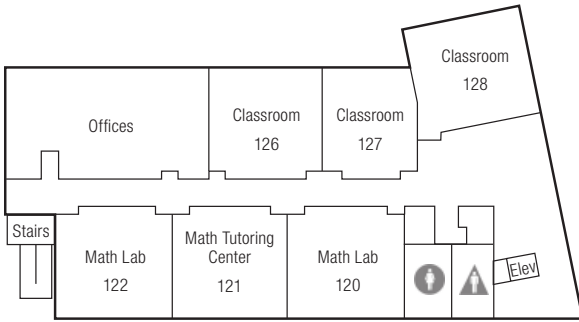 Classroom
128
Offices
Classroom
126
Classroom
127
Stairs
Math Lab
122
Math Tutoring
Center
121
Math Lab
120
Elev